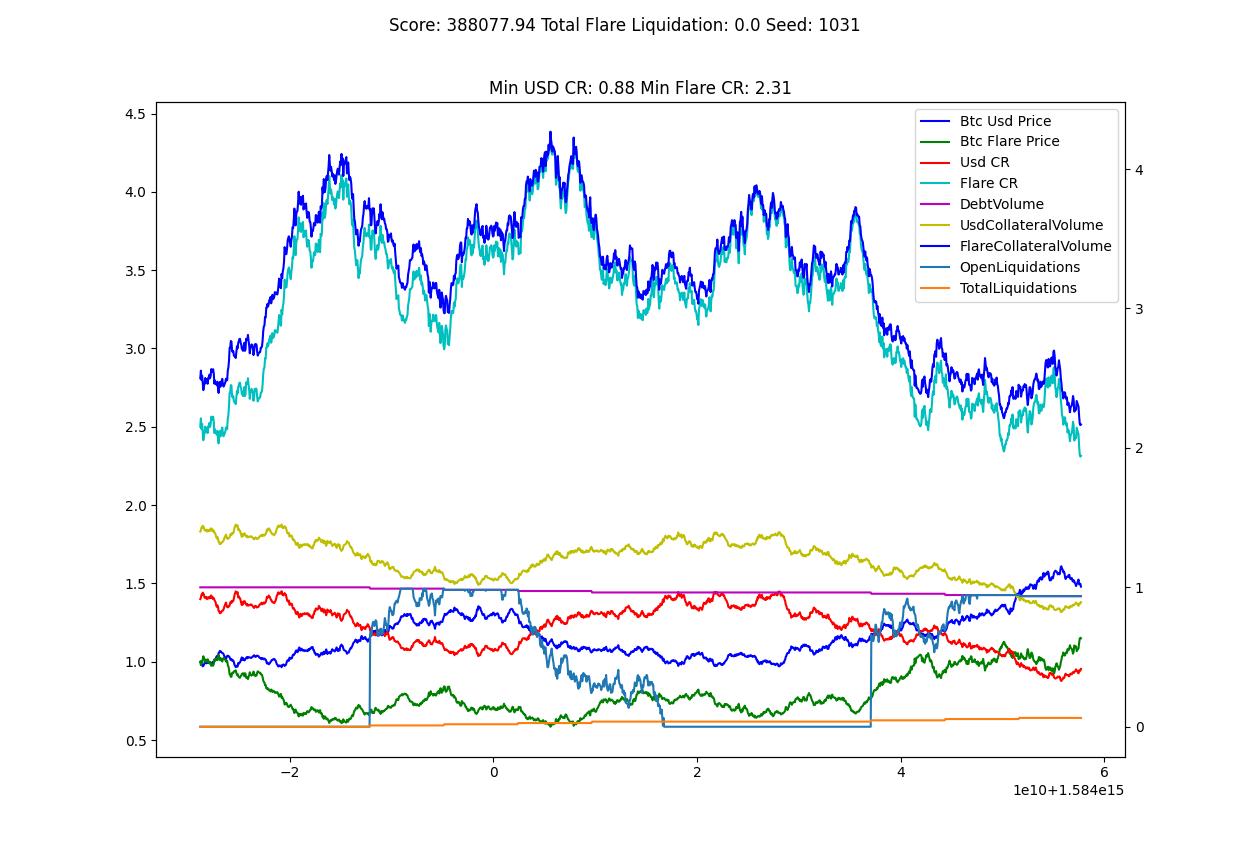 Score: 388077.94 Total Flare Liquidation: 0.0 Seed: 1031
Min USD CR: 0.88 Min Flare CR: 2.31
4.5
4.0
3.5
3.0
2.5
2.0
1.5
1.0
0.5
Btc Usd Price
Btc Flare Price
Usd CR
Flare CR
DebtVolume
UsdCollateralVolume
FlareCollateralVolume
OpenLiquidations
TotalLiquidations
4
3
2
1
0
−2 0 2 4 6
1e10+1.584e15